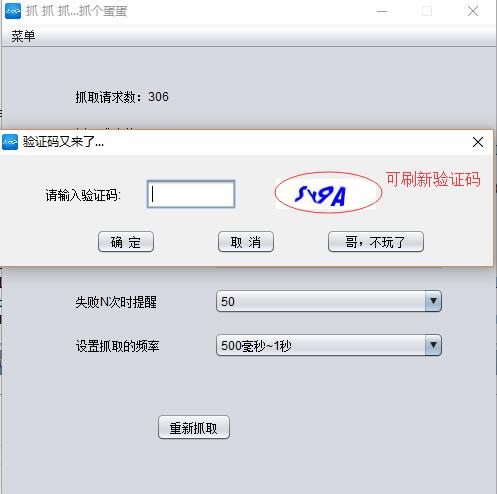 抓 抓 抓...抓个蛋蛋
菜单
抓取请求数：306
验证码又来了...
请输入验证码:
可刷新验证码
确 定
取 消
哥，不玩了
失败N次时提醒
50
设置抓取的频率
500毫秒~1秒
重新抓取